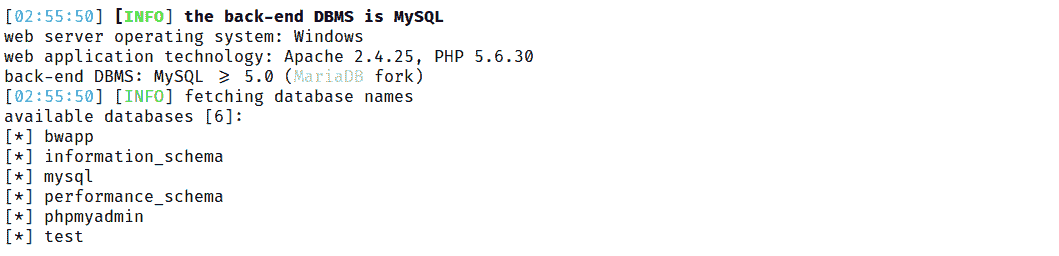 [02:55:50] [INFO] the back-end DBMS is MySQL
web server operating system: Windows
web application technology: Apache 2.4.25, PHP 5.6.30
back-end DBMS: MySQL ≥ 5.0 (MariaDB fork)
[02:55:50] [INFO] fetching database names
available databases [6]:
[*] bwapp
[*] information_schema
[*] mysql
[*] performance_schema
[*] phpmyadmin
[*] test